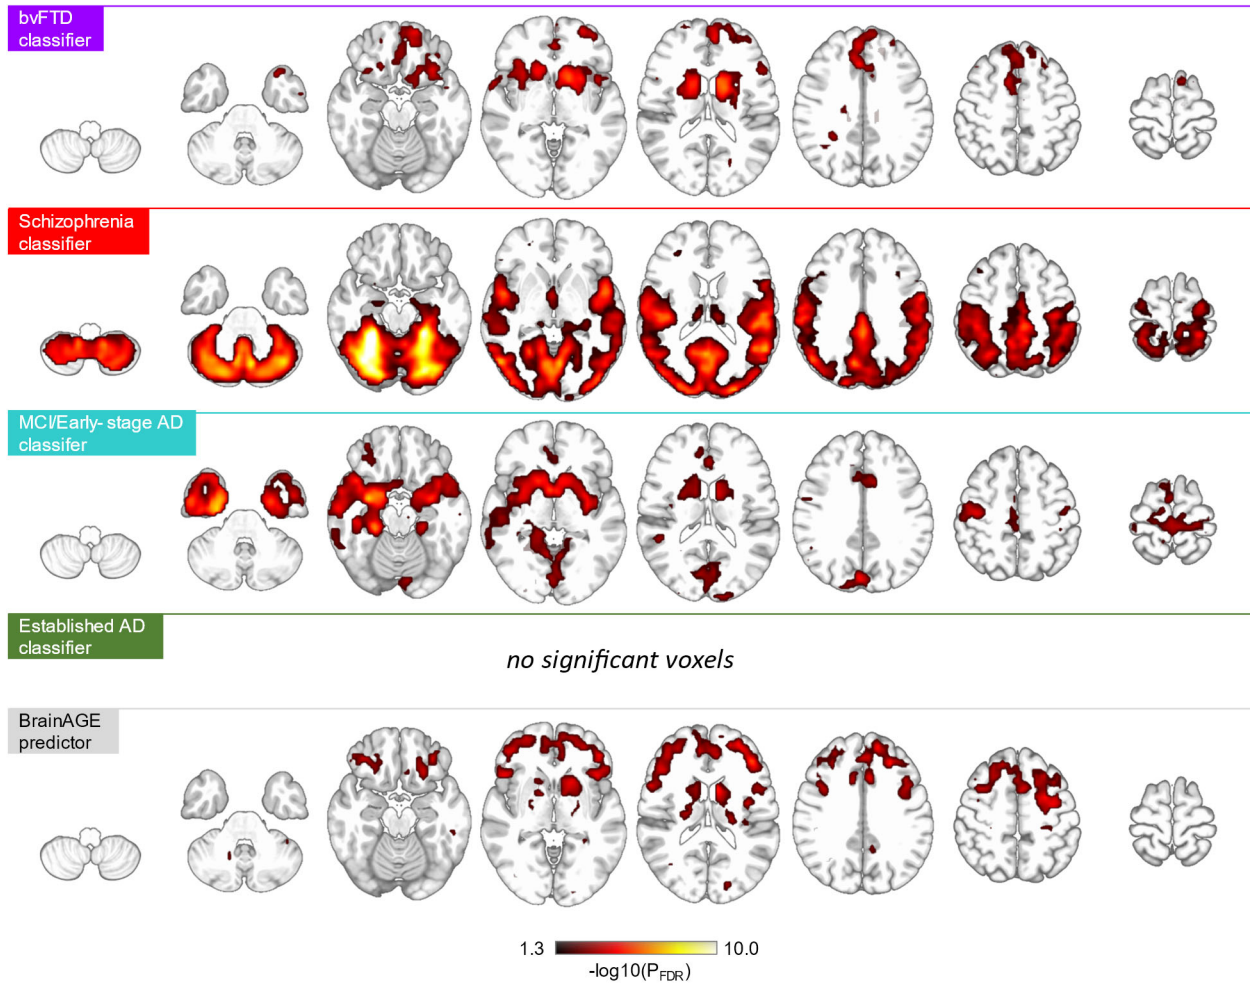 bvFTD
classifier
Schizophrenia
classifier
MCI/Early- stage AD
classifer
Established AD
classifier
no significant voxels
BrainAGE
predictor
1.3 10.0
-log10(PFDR)